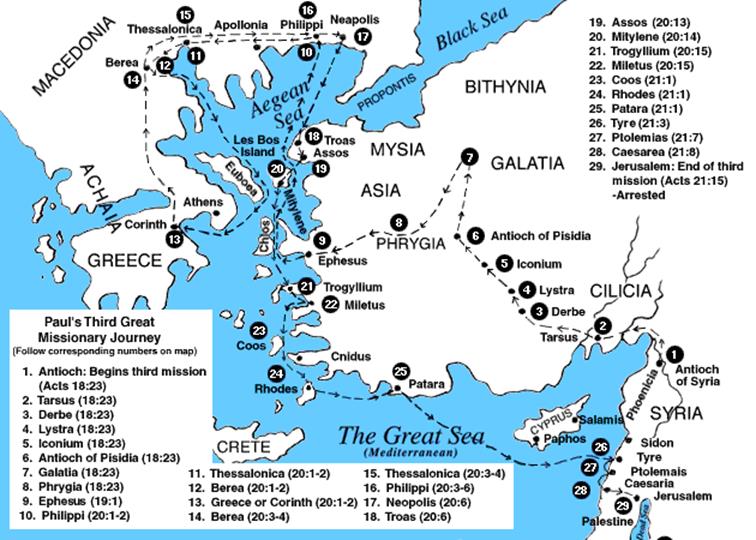 15
Thessalonica
Apollonia
16
Philippi
Neapolis
17
10
11
12
Berea
14
MACEDONIA
Black Sea
PROPONTIS
BITHYNIA
Aegean
Sea
18
Troas
Assos
19
Les Bos
Island
20
Mitylene
MYSIA
ASIA
7
GALATIA
8
PHRYGIA
ACHAIA
Euboea
Athens
Corinth
13
GREECE
Chios
9
Ephesus
6
Antioch of Pisidia
5
Iconium
4
Lystra
3
Derbe
CILICIA
2
Tarsus
1
Antioch
of Syria
21
Trogyllium
22
Miletus
23
Coos
Cnidus
24
Rhodes
25
Patara
CRETE
The Great Sea
(Mediterranean)
CYPRUS
Salamis
Paphos
Phoenicia
SYRIA
Sidon
26
Tyre
27
Ptolemais
28
Caesaria
Jerusalem
29
Palestine
Dead Sea
19. Assos (20:13)
20. Mitylene (20:14)
21. Trogyllium (20:15)
22. Miletus (20:15)
23. Coos (21:1)
24. Rhodes (21:1)
25. Patara (21:1)
26. Tyre (21:3)
27. Ptolemias (21:7)
28. Caesarea (21:8)
29. Jerusalem: End of third
mission (Acts 21:15)
-Arrested
Paul's Third Great
Missionary Journey
(Follow corresponding numbers on map)
1. Antioch: Begins third mission
(Acts 18:23)
2. Tarsus (18:23)
3. Derbe (18:23)
4. Lystra (18:23)
5. Iconium (18:23)
6. Antioch of Pisidia (18:23)
7. Galatia (18:23)
8. Phrygia (18:23)
9. Ephesus (19:1)
10. Philippi (20:1-2)
11. Thessalonica (20:1-2)
12. Berea (20:1-2)
13. Greece or Corinth (20:1-2)
14. Berea (20:3-4)
15. Thessalonica (20:3-4)
16. Philippi (20:3-6)
17. Neapolis (20:6)
18. Troas (20:6)